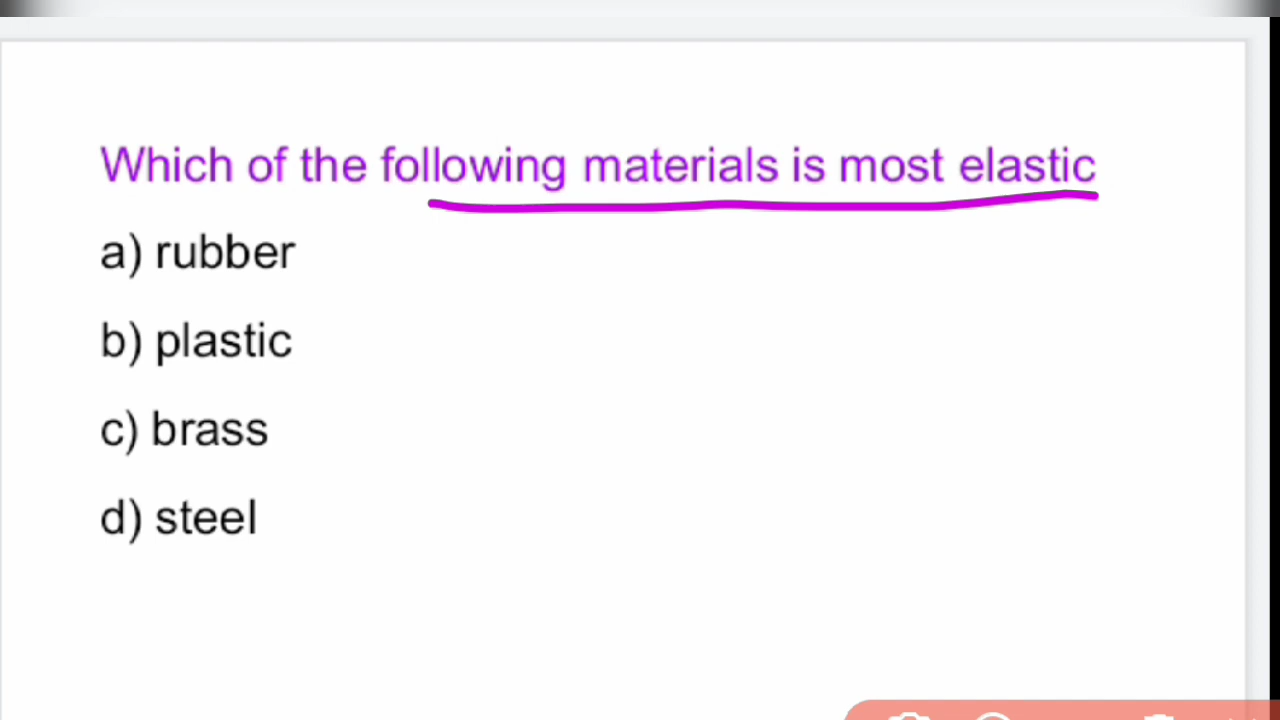 Which of the following materials is most elastic
a) rubber
b) plastic
c) brass
d) steel